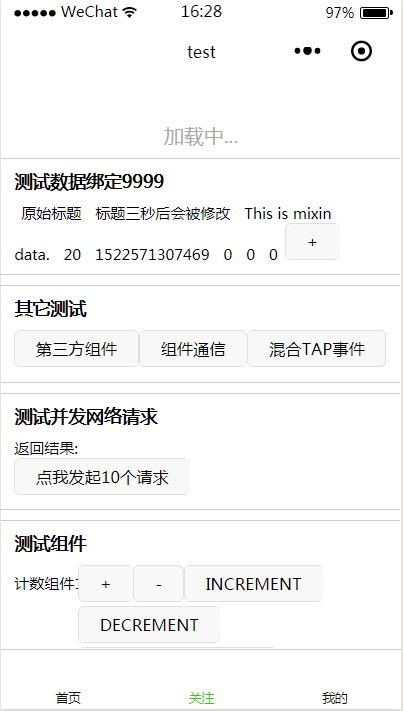 WeChat 16:28 97%
test
加载中...
测试数据绑定9999
原始标题 标题三秒后会被修改 This is mixin
data. 20 1522571307469 0 0 0 +
其它测试
第三方组件 组件通信 混合TAP事件
测试并发网络请求
返回结果:
点我发起10个请求
测试组件
计数组件 + - INCREMENT
DECREMENT
首页 关注 我的